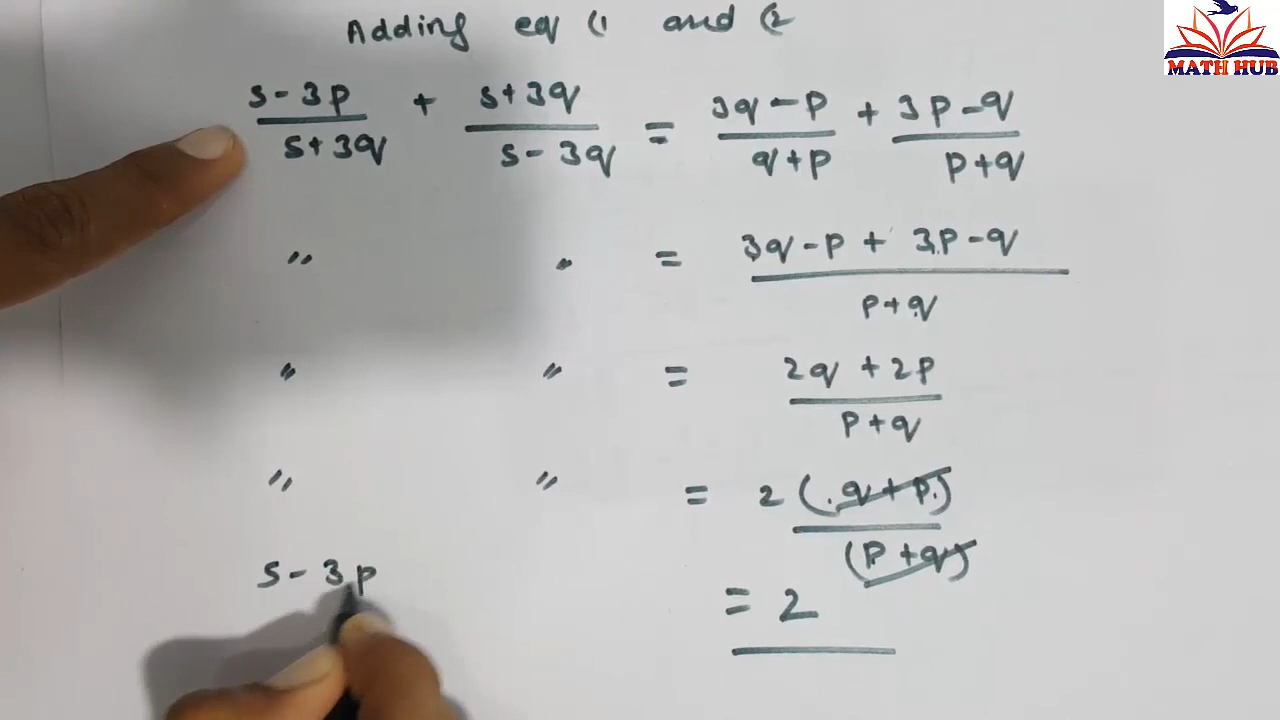 MATH HUB
Adding eq (1 and (2
s-3p/s+3q + s+3q/s-3q = 3q-p/q+p + 3p-q/p+q
" " = 3q-p + 3p-q/p+q
" " = 2q+2p/p+q
" " = 2(q+p)/(p+q)
s-3p
= 2